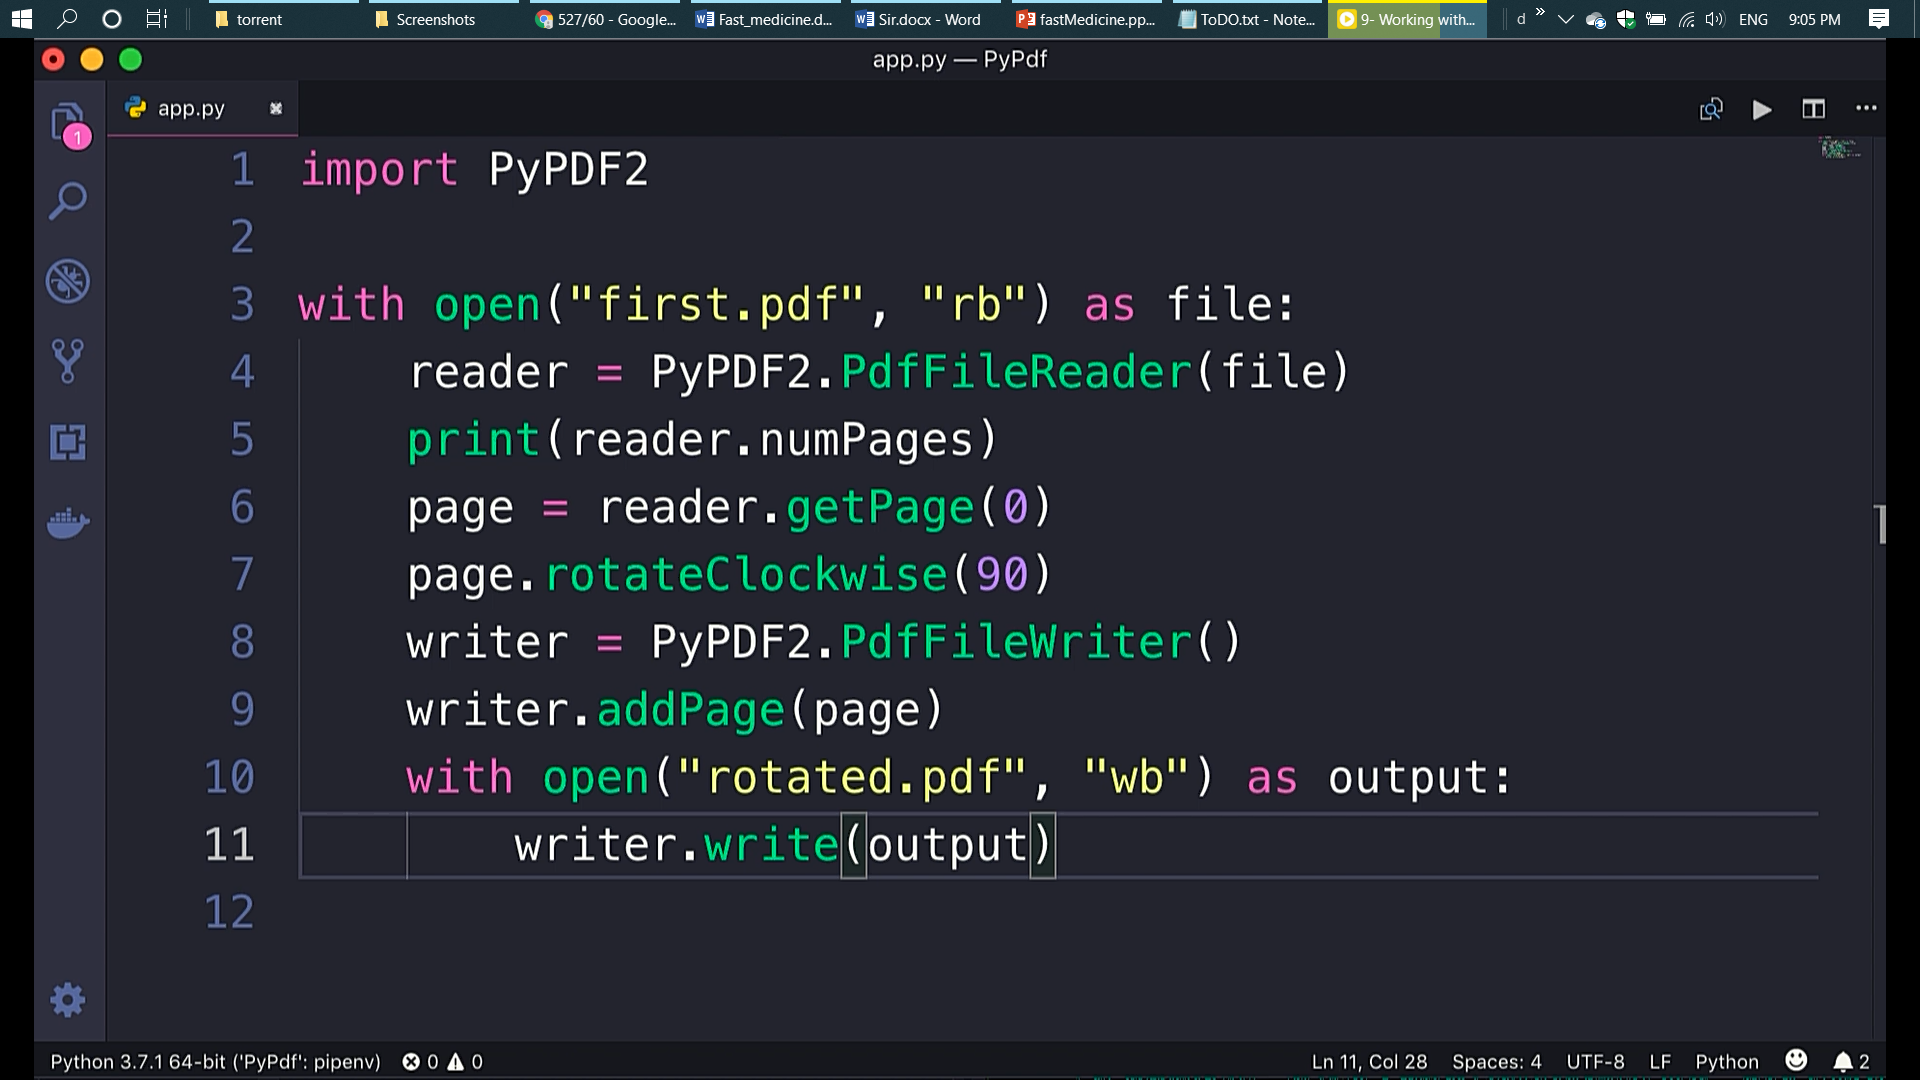 torrent
Screenshots
527/60 - Google...
Fast_medicine.d...
Sir.docx - Word
fastMedicine.pp...
ToDO.txt - Note...
9- Working with...
d
ENG
9:05 PM
app.py — PyPdf
app.py
1
1 import PyPDF2
2
3 with open("first.pdf", "rb") as file:
4 reader = PyPDF2.PdfFileReader(file)
5 print(reader.numPages)
6 page = reader.getPage(0)
7 page.rotateClockwise(90)
8 writer = PyPDF2.PdfFileWriter()
9 writer.addPage(page)
10 with open("rotated.pdf", "wb") as output:
11 writer.write(output)
12
Python 3.7.1 64-bit ('PyPdf': pipenv) 0 0 Ln 11, Col 28 Spaces: 4 UTF-8 LF Python 2